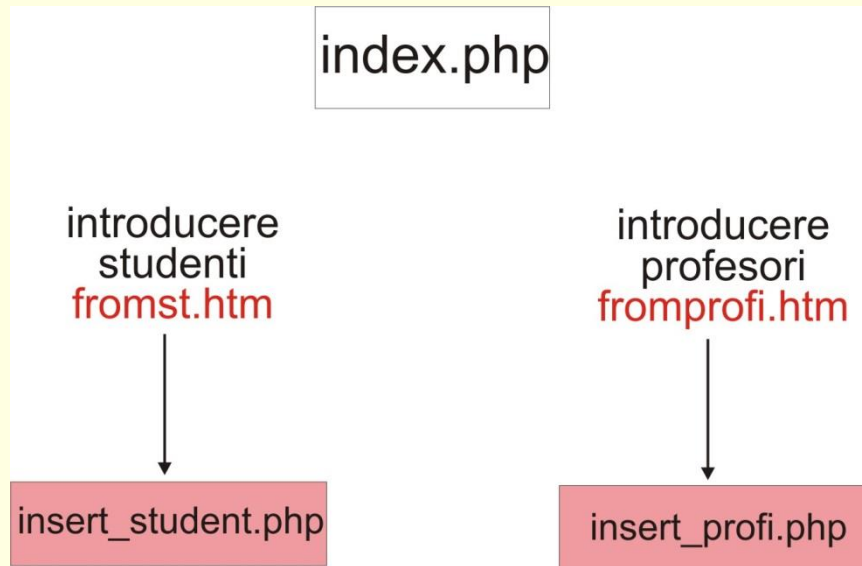 index.php
introducere
studenti
fromst.htm
introducere
profesori
fromprofi.htm
insert_student.php
insert_profi.php